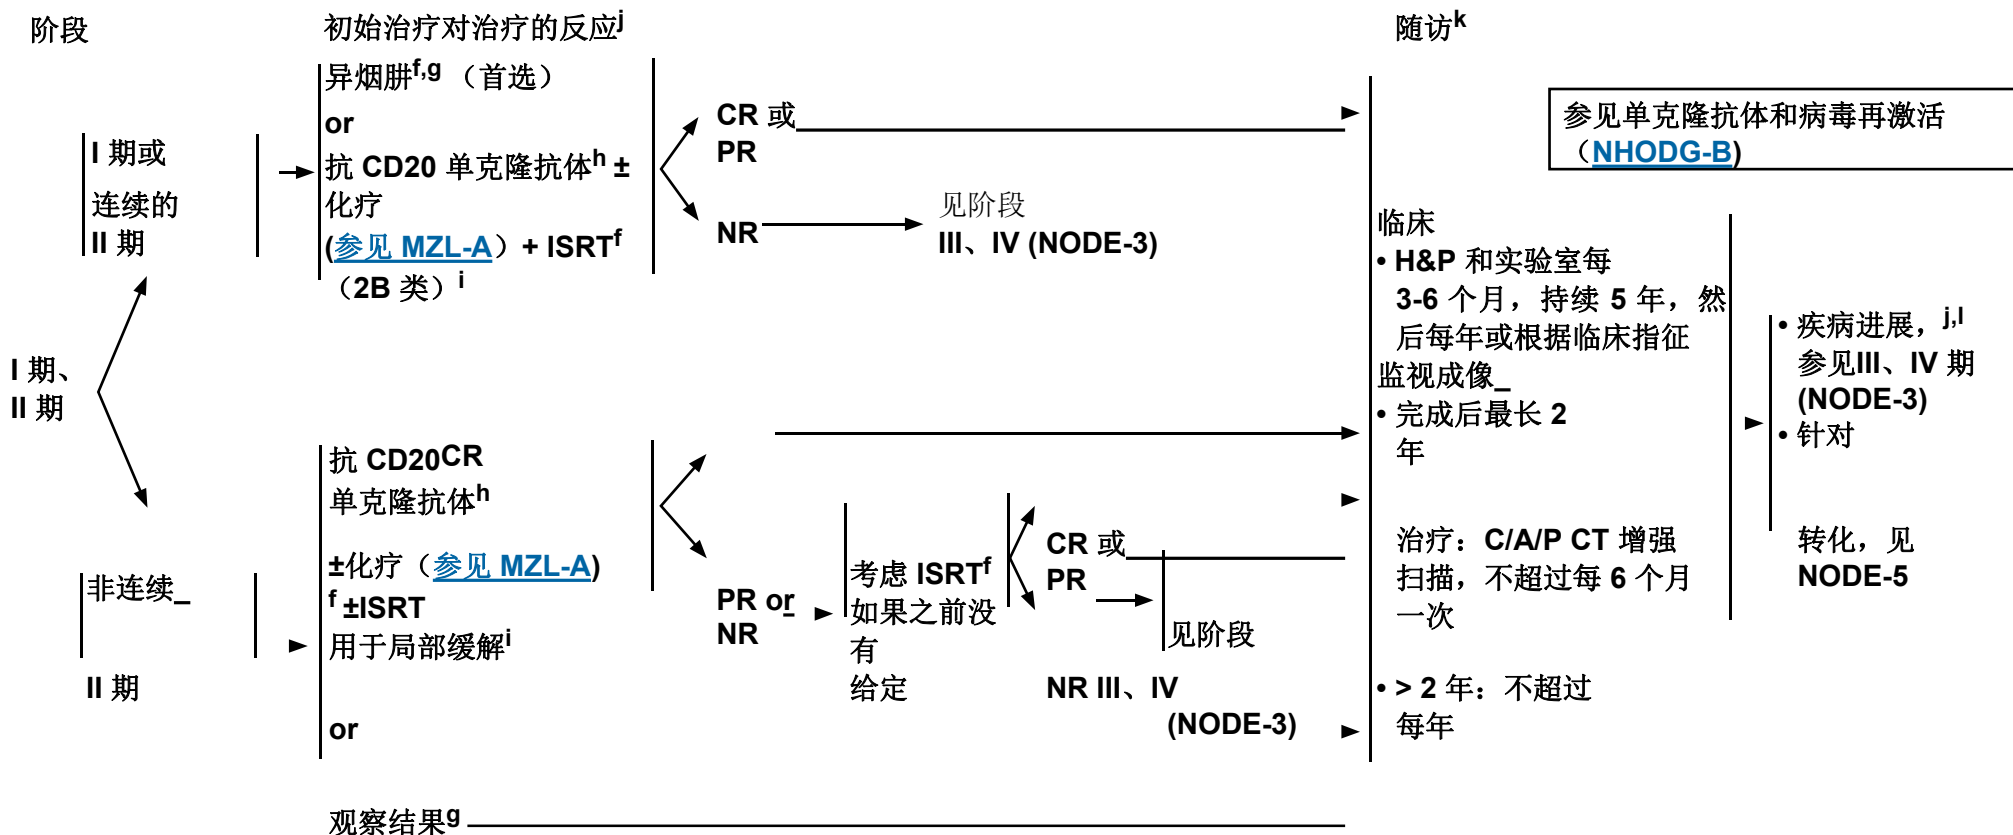 阶段
初始治疗对治疗的反应j
随访k
异烟肼f,g （首选）
or
抗 CD20 单克隆抗体h ±
化疗
(参见 MZL-A）+ ISRTf
（2B 类）i
I 期或
连续的
II 期
CR 或
PR
NR
见阶段
III、IV (NODE-3)
参见单克隆抗体和病毒再激活
（NHODG-B)
I 期、
II 期
抗 CD20CR
单克隆抗体h
±化疗（参见 MZL-A)
f ±ISRT
用于局部缓解i
or
非连续_
II 期
PR or
NR
考虑 ISRTf
如果之前没
有
给定
CR 或
PR
见阶段
NR III、IV
(NODE-3)
观察结果g
临床
• H&P 和实验室每
3-6 个月，持续 5 年，然
后每年或根据临床指征
监视成像_
• 完成后最长 2
年
治疗：C/A/P CT 增强
扫描，不超过每 6 个月
一次
• > 2 年：不超过
每年
• 疾病进展，j,l
参见III、IV 期
(NODE-3)
• 针对
转化，见
NODE-5